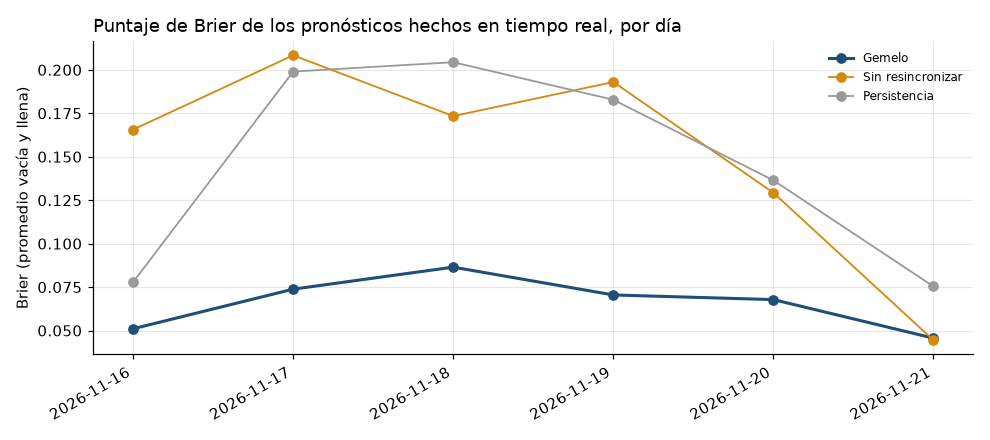 Puntaje de Brier de los pronósticos hechos en tiempo real, por día
Brier (promedio vacía y llena)
0.200
0.175
0.150
0.125
0.100
0.075
0.050
Gemelo
Sin resincronizar
Persistencia
2026-11-16
2026-11-17
2026-11-18
2026-11-19
2026-11-20
2026-11-21